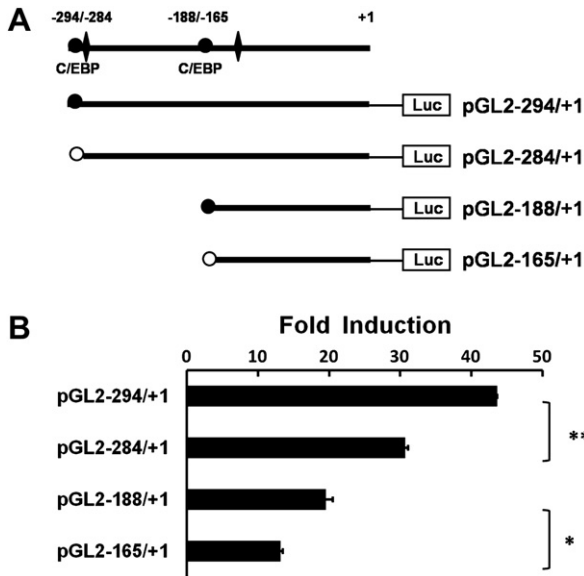 A
-294/-284 -188/-165 +1
C/EBP C/EBP
Luc pGL2-294/+1
Luc pGL2-284/+1
Luc pGL2-188/+1
Luc pGL2-165/+1
B
Fold Induction
0 10 20 30 40 50
pGL2-294/+1
pGL2-284/+1
**
pGL2-188/+1
pGL2-165/+1
*